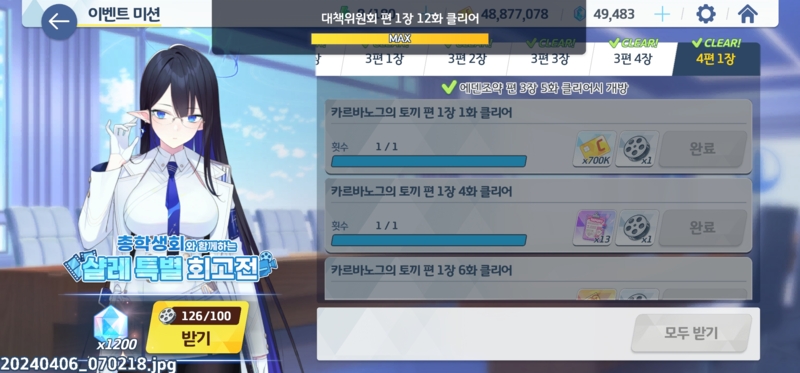 이벤트 미션
대책위원회 편 1장 12화 클리어
MAX
48,877,078
49,483
CLEAR!
CLEAR!
CLEAR!
3편 1장
3편 2장
3편 3장
3편 4장
4편 1장
에덴조약 편 3장 5화 클리어시 개방
카르바노그의 토끼 편 1장 1화 클리어
횟수 1 / 1
x700K
x1
완료
카르바노그의 토끼 편 1장 4화 클리어
횟수 1 / 1
x13
x1
완료
카르바노그의 토끼 편 1장 6화 클리어
총학생회와 함께하는
샬레 특별 회고전
x1200
126/100
받기
모두 받기
20240406_070218.jpg